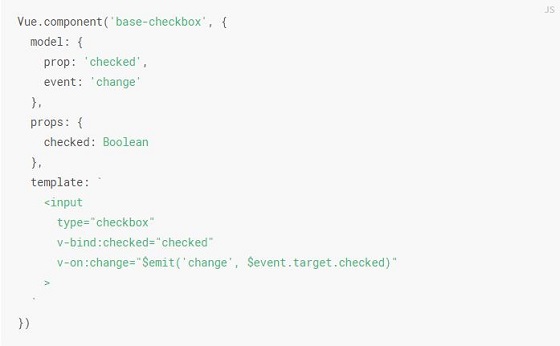 JS
Vue.component('base-checkbox', {
  model: {
    prop: 'checked',
    event: 'change'
  },
  props: {
    checked: Boolean
  },
  template: `
    <input
      type="checkbox"
      v-bind:checked="checked"
      v-on:change="$emit('change', $event.target.checked)"
    >
  `
})